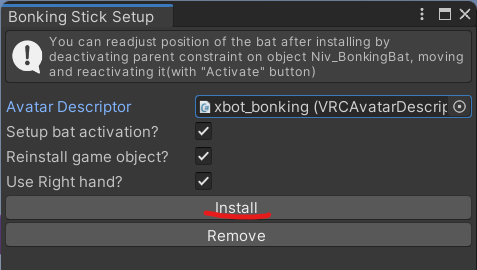 Bonking Stick Setup
You can readjust position of the bat after installing by
deactivating parent constraint on object Niv_BonkingBat, moving
and reactivating it(with "Activate" button)
Avatar Descriptor
xbot_bonking (VRCAvatarDescrip
Setup bat activation?
Reinstall game object?
Use Right hand?
Install
Remove